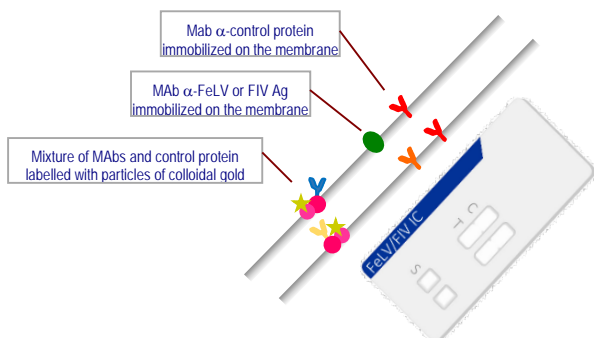 Mab α-control protein
immobilized on the membrane
MAb α-FeLV or FIV Ag
immobilized on the membrane
Mixture of MAbs and control protein
labelled with particles of colloidal gold
FeLV/FIV IC
C
T
S